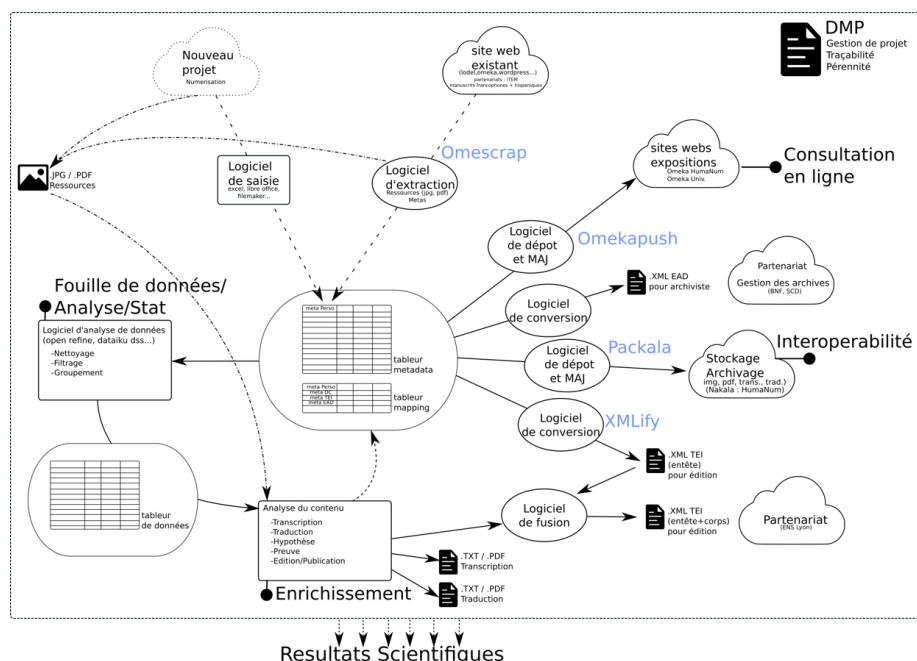 DMP
Gestion de projet
Traçabilité
Pérennité
Nouveau
projet
Numerisation
site web
existant
(lodel,omeka,wordpress...)
partenariats : ITEM
manuscrits francophones + hispaniques
.JPG / .PDF
Ressources
Logiciel
de saisie
excel, libre office,
filemaker...
Omescrap
Logiciel
d'extraction
Ressources (jpg, pdf)
Metas
sites webs
expositions
Omeka HumaNum
Omeka Univ.
Consultation
en ligne
Logiciel
de dépot
et MAJ
Omekapush
Fouille de données/
Analyse/Stat
Logiciel d'analyse de données
(open refine, dataiku dss...)
-Nettoyage
-Filtrage
-Groupement
meta Perso
tableur
metadata
meta Perso
meta DC
meta TEI
meta EAD
tableur
mapping
Logiciel
de conversion
.XML EAD
pour archiviste
Partenariat
Gestion des archives
(BNF, SCD)
Logiciel
de dépot
et MAJ
Packala
Stockage
Archivage
img, pdf, trans., trad.)
(Nakala : HumaNum)
Interoperabilité
Logiciel
de conversion
XMLify
.XML TEI
(entête)
pour édition
tableur
de données
Analyse du contenu
-Transcription
-Traduction
-Hypothèse
-Preuve
-Edition/Publication
Enrichissement
Logiciel
de fusion
.XML TEI
(entête+corps)
pour édition
Partenariat
(ENS Lyon)
.TXT / .PDF
Transcription
.TXT / .PDF
Traduction
Resultats Scientifiques